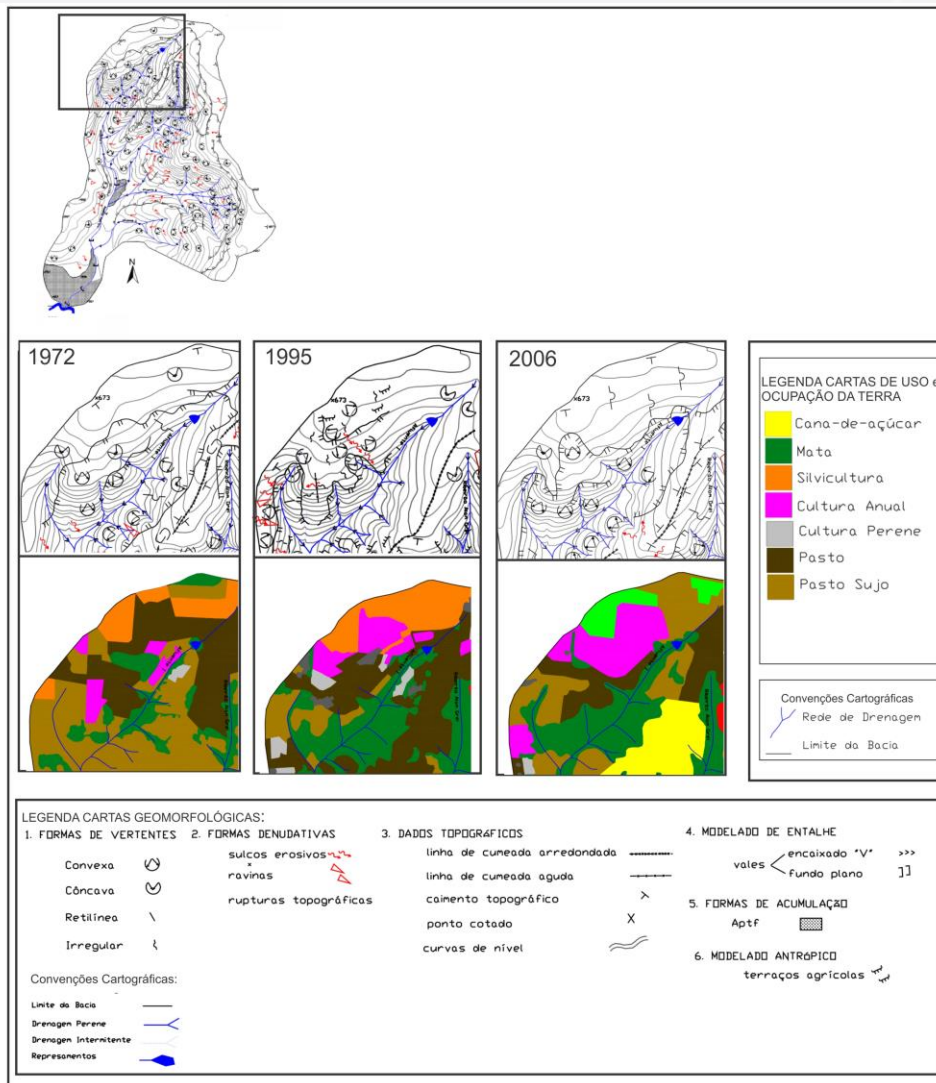 N
1972
1995
2006
x673
x673
x673
LEGENDA CARTAS DE USO e
OCUPAÇÃO DA TERRA
Cana-de-açúcar
Mata
Silvicultura
Cultura Anual
Cultura Perene
Pasto
Pasto Sujo
Convenções Cartográficas
Rede de Drenagem
Limite da Bacia
LEGENDA CARTAS GEOMORFOLÓGICAS:
1. FORMAS DE VERTENTES
Convexa
Côncava
Retilínea
Irregular
2. FORMAS DENUDATIVAS
sulcos erosivos
x
ravinas
rupturas topográficas
3. DADOS TOPOGRÁFICOS
linha de cumeada arredondada
linha de cumeada aguda
caimento topográfico
ponto cotado X
curvas de nível
4. MODELADO DE ENTALHE
vales
encaixado "V" >>>
fundo plano
5. FORMAS DE ACUMULAÇÃO
Aptf
6. MODELADO ANTRÓPICO
terraços agrícolas
Convenções Cartográficas:
Limite da Bacia
Drenagem Perene
Drenagem Intermitente
Represamentos